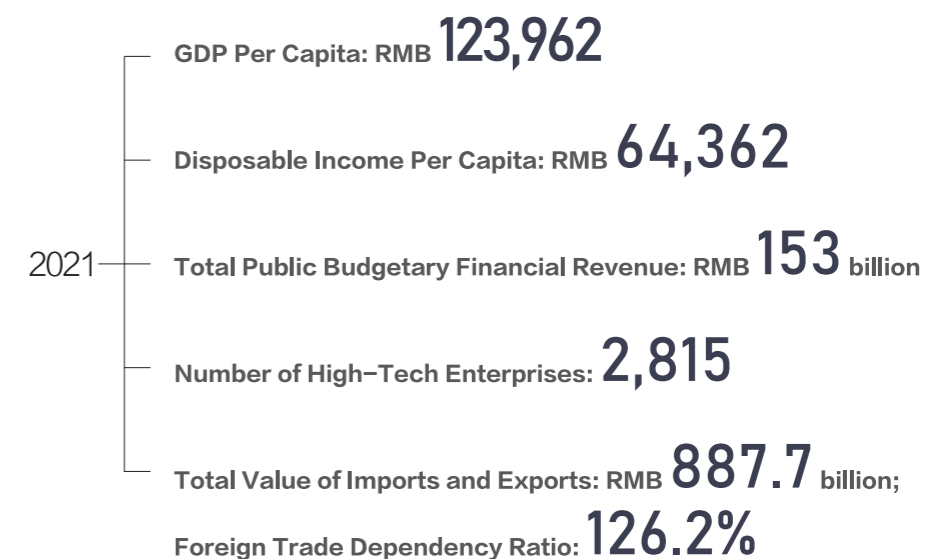 GDP Per Capita: RMB 123,962
Disposable Income Per Capita: RMB 64,362
2021
Total Public Budgetary Financial Revenue: RMB 153 billion
Number of High-Tech Enterprises: 2,815
Total Value of Imports and Exports: RMB 887.7 billion;
Foreign Trade Dependency Ratio: 126.2%